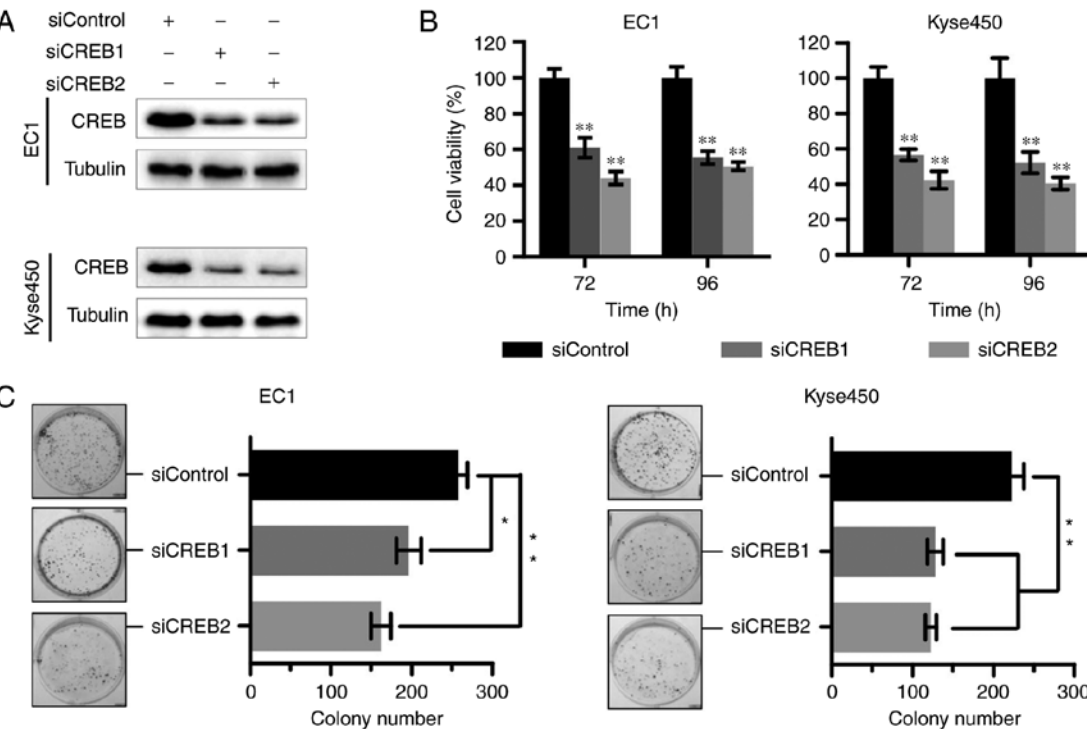 A
siControl + – –
siCREB1 – + –
siCREB2 – – +
EC1
CREB
Tubulin
Kyse450
CREB
Tubulin
B
EC1
Cell viability (%)
120
100
80
60
40
20
0
** ** ** **
72 96
Time (h)
Kyse450
120
100
80
60
40
20
0
** ** ** **
72 96
Time (h)
siControl siCREB1 siCREB2
C
EC1
siControl
siCREB1
siCREB2
*
**
0 100 200 300
Colony number
Kyse450
siControl
siCREB1
siCREB2
**
0 100 200 300
Colony number